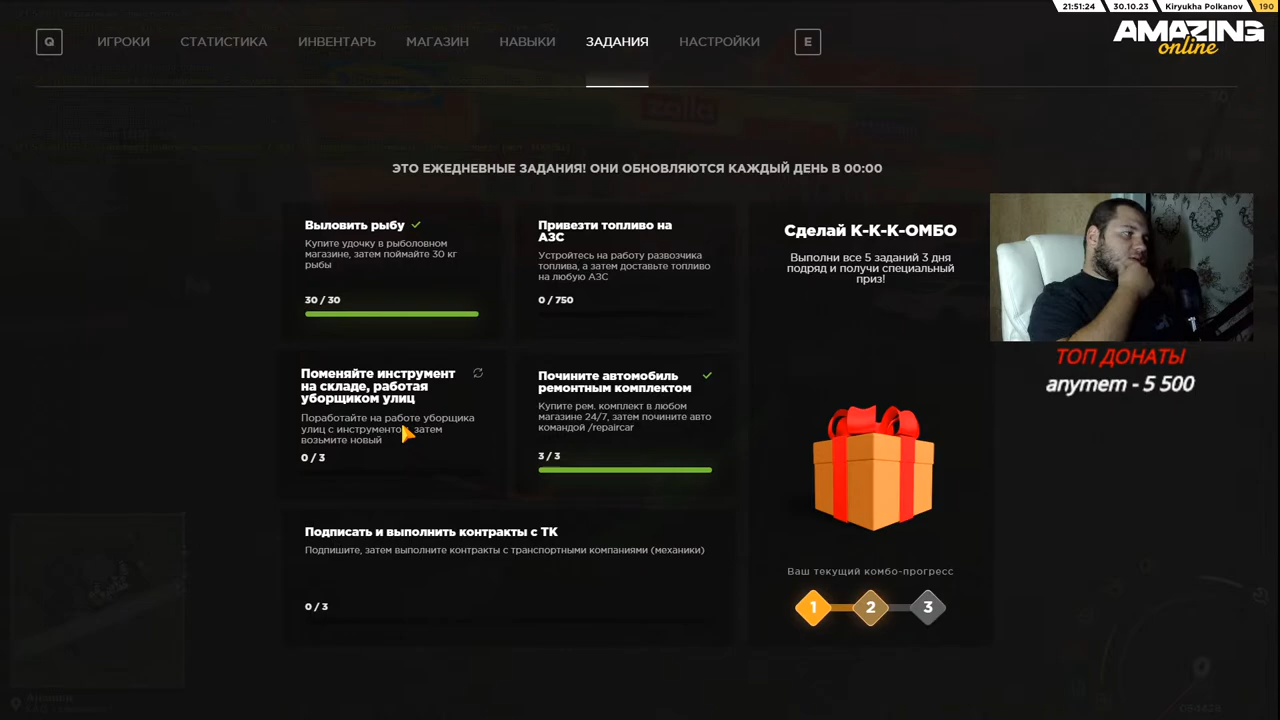 21:51:24 30.10.23 Kiryukha Polkanov 190
Q ИГРОКИ СТАТИСТИКА ИНВЕНТАРЬ МАГАЗИН НАВЫКИ ЗАДАНИЯ НАСТРОЙКИ E
AMAZING
online
ЭТО ЕЖЕДНЕВНЫЕ ЗАДАНИЯ! ОНИ ОБНОВЛЯЮТСЯ КАЖДЫЙ ДЕНЬ В 00:00
Выловить рыбу
Купите удочку в рыболовном
магазине, затем поймайте 30 кг
рыбы
30 / 30
Привезти топливо на
АЗС
Устройтесь на работу развозчика
топлива, а затем доставьте топливо
на любую АЗС
0 / 750
Поменяйте инструмент
на складе, работая
уборщиком улиц
Поработайте на работе уборщика
улиц с инструментом, затем
возьмите новый
0 / 3
Почините автомобиль
ремонтным комплектом
Купите рем. комплект в любом
магазине 24/7, затем почините авто
командой /repaircar
3 / 3
Подписать и выполнить контракты с ТК
Подпишите, затем выполните контракты с транспортными компаниями (механики)
0 / 3
Сделай К-К-К-ОМБО
Выполни все 5 заданий 3 дня
подряд и получи специальный
приз!
Ваш текущий комбо-прогресс
1 2 3
ТОП ДОНАТЫ
anymem - 5 500